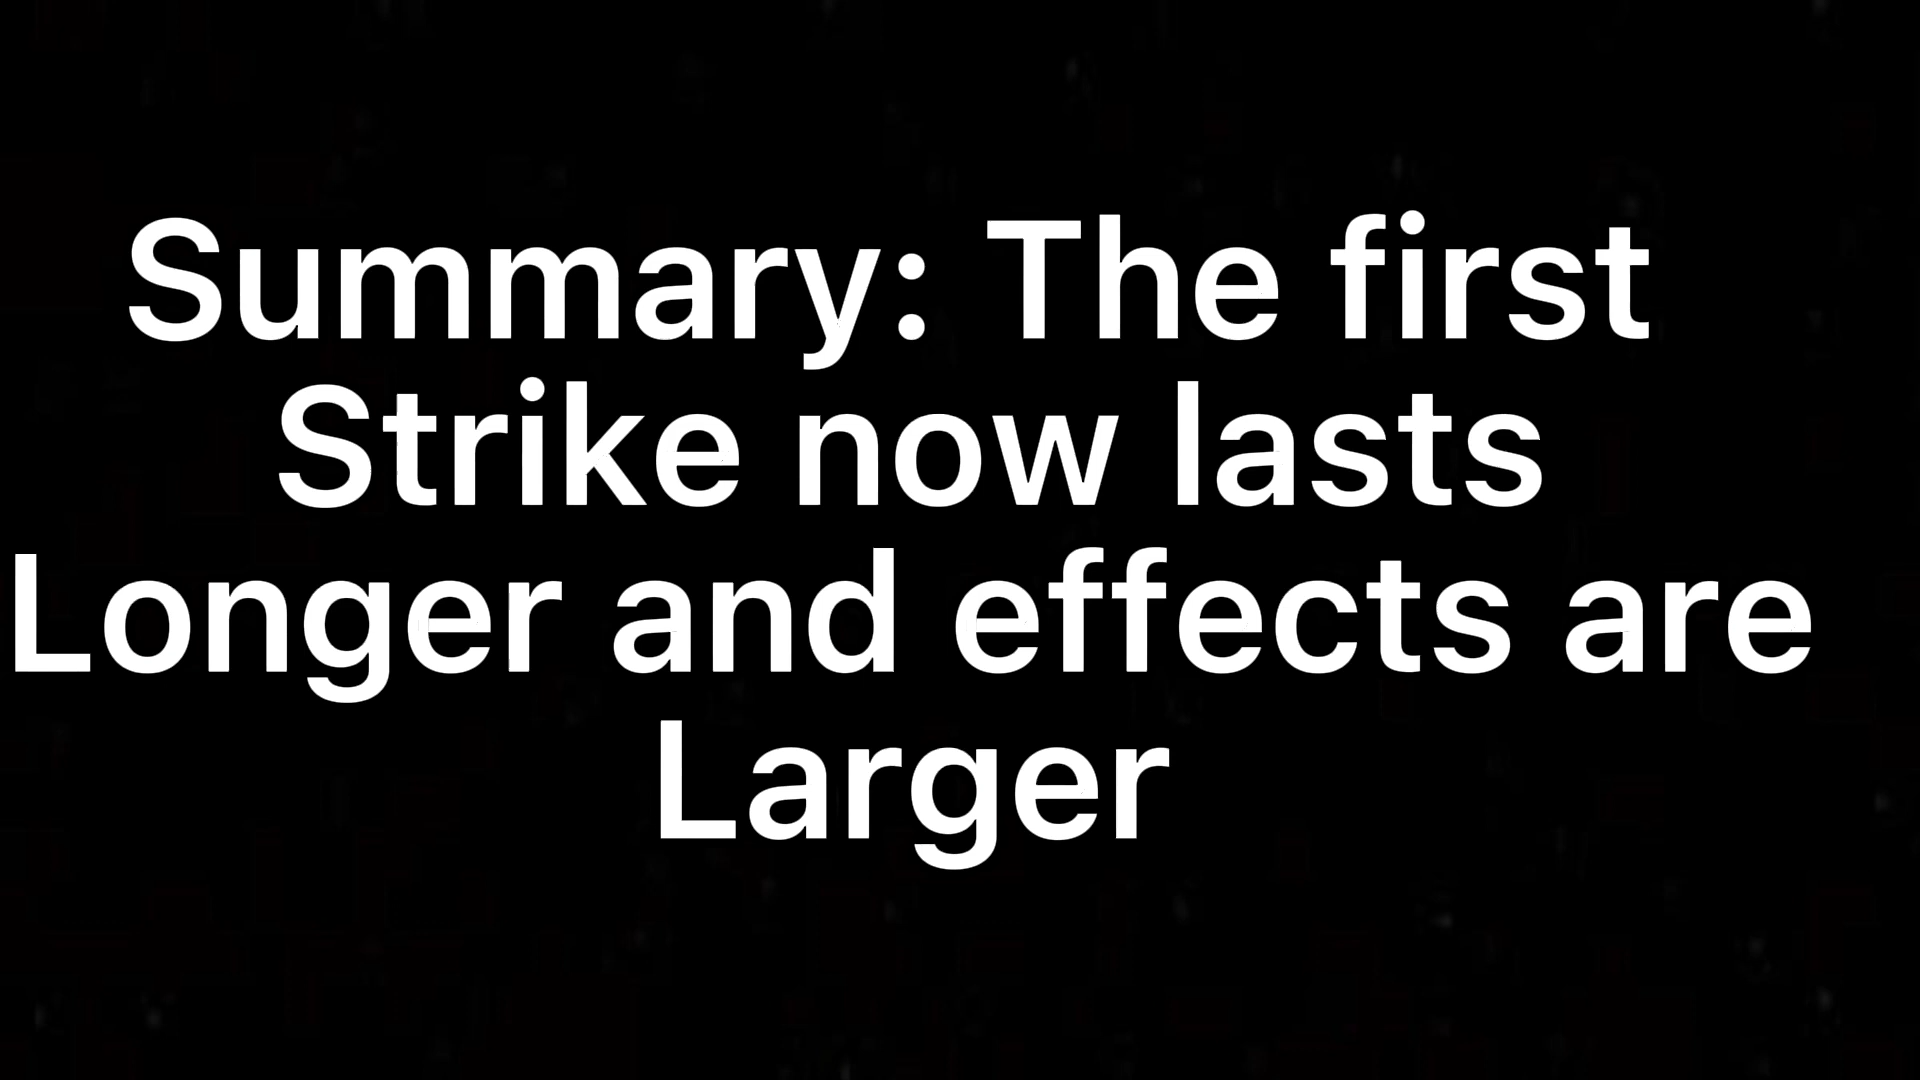 Summary: The first
Strike now lasts
Longer and effects are
Larger